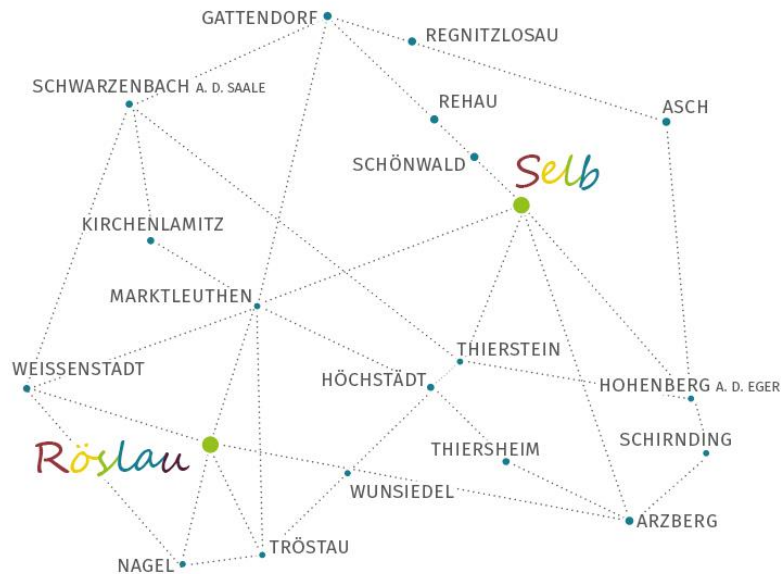 GATTENDORF
REGNITZLOSAU
SCHWARZENBACH A. D. SAALE
REHAU
ASCH
SCHÖNWALD
Selb
KIRCHENLAMITZ
MARKTLEUTHEN
THIERSTEIN
WEISSENSTADT
HÖCHSTÄDT
HOHENBERG A. D. EGER
SCHIRNDING
THIERSHEIM
Röslau
WUNSIEDEL
ARZBERG
TRÖSTAU
NAGEL